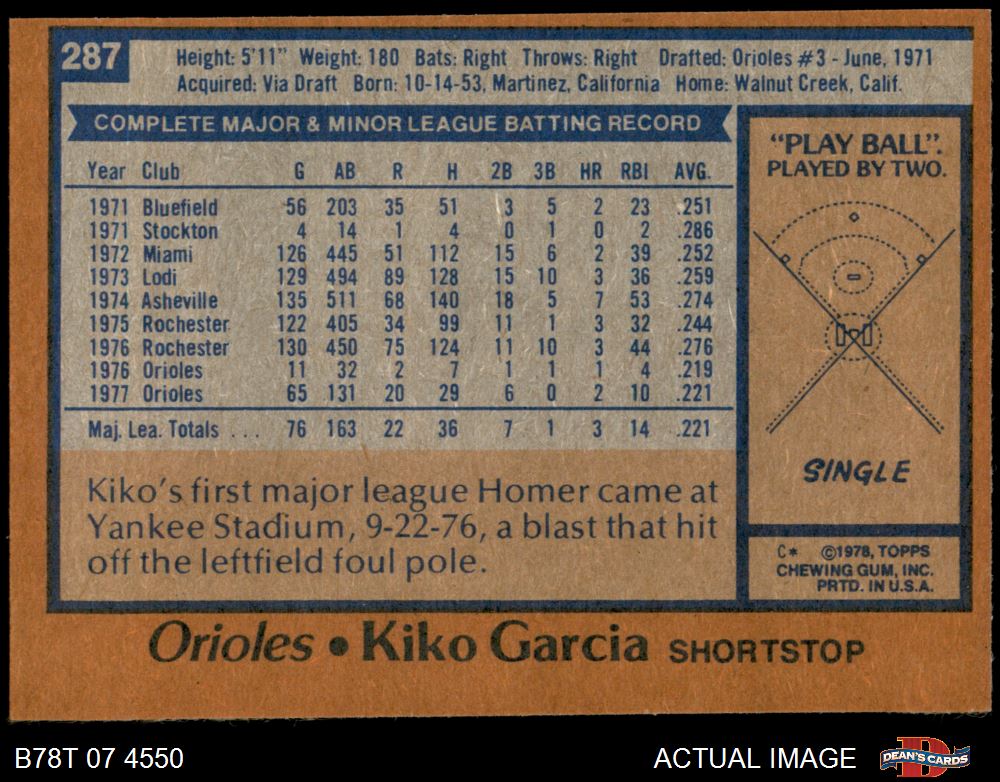 287
Height: 5'11" Weight: 180 Bats: Right Throws: Right Drafted: Orioles #3 - June, 1971
Acquired: Via Draft Born: 10-14-53, Martinez, California Home: Walnut Creek, Calif.
COMPLETE MAJOR & MINOR LEAGUE BATTING RECORD
Year Club G AB R H 2B 3B HR RBI AVG.
1971 Bluefield 56 203 35 51 3 5 2 23 .251
1971 Stockton 4 14 1 4 0 1 0 2 .286
1972 Miami 126 445 51 112 15 6 2 39 .252
1973 Lodi 129 494 89 128 15 10 3 36 .259
1974 Asheville 135 511 68 140 18 5 7 53 .274
1975 Rochester 122 405 34 99 11 1 3 32 .244
1976 Rochester 130 450 75 124 11 10 3 44 .276
1976 Orioles 11 32 2 7 1 1 1 4 .219
1977 Orioles 65 131 20 29 6 0 2 10 .221
Maj. Lea. Totals . . . 76 163 22 36 7 1 3 14 .221
Kiko's first major league Homer came at
Yankee Stadium, 9-22-76, a blast that hit
off the leftfield foul pole.
"PLAY BALL".
PLAYED BY TWO.
SINGLE
C* ©1978, TOPPS
CHEWING GUM, INC.
PRTD. IN U.S.A.
Orioles • Kiko Garcia SHORTSTOP
B78T 07 4550
ACTUAL IMAGE
DEAN'S CARDS